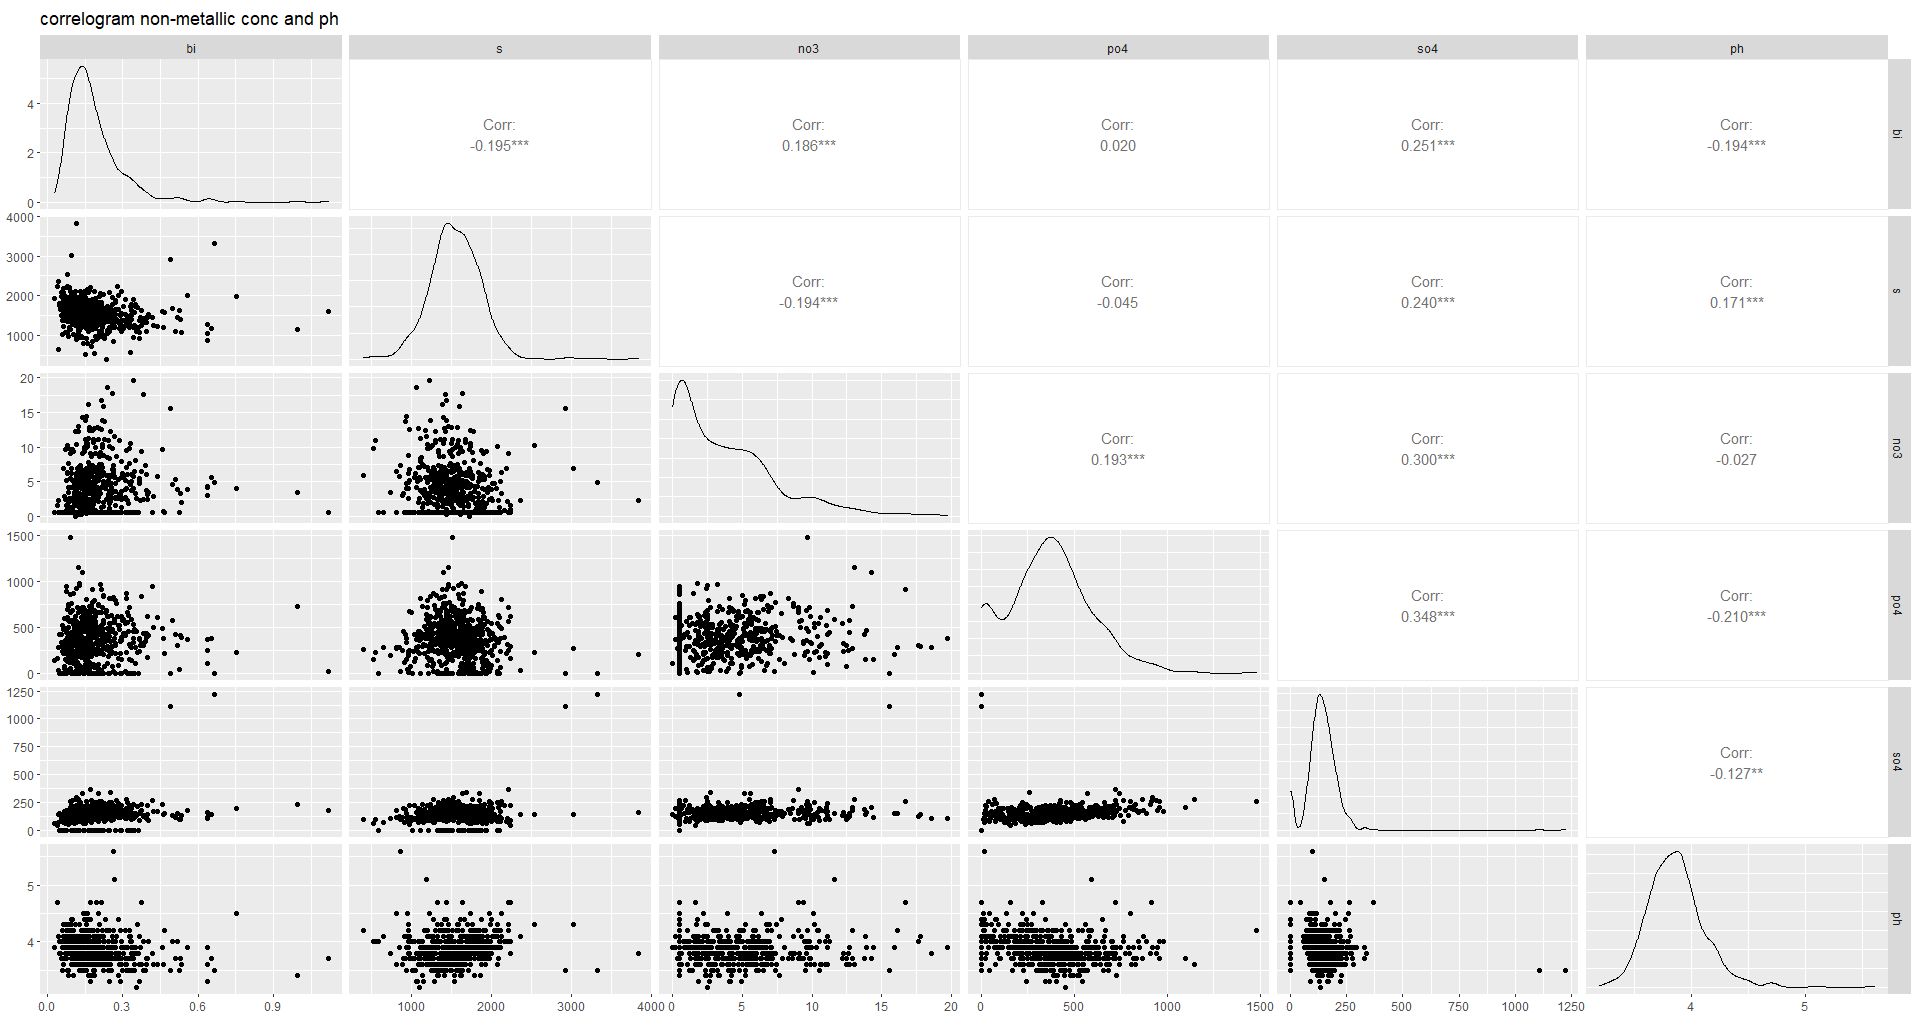 correlogram non-metallic conc and ph
bi s no3 po4 so4 ph
4
2
0
Corr:
-0.195***
Corr:
0.186***
Corr:
0.020
Corr:
0.251***
Corr:
-0.194***
bi
4000
3000
2000
1000
Corr:
-0.194***
Corr:
-0.045
Corr:
0.240***
Corr:
0.171***
s
20
15
10
5
0
Corr:
0.193***
Corr:
0.300***
Corr:
-0.027
no3
1500
1000
500
0
Corr:
0.348***
Corr:
-0.210***
po4
1250
1000
750
500
250
0
Corr:
-0.127**
so4
5
4
ph
0.0 0.3 0.6 0.9
1000 2000 3000 4000
0 5 10 15 20
0 500 1000 1500
0 250 500 750 1000 1250
4 5